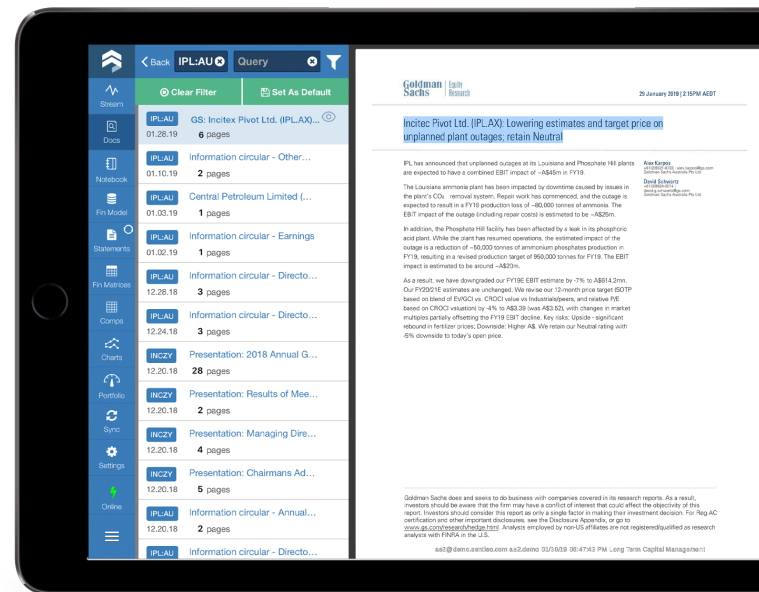 Back
IPL:AU
Query
Clear Filter
Set As Default
Stream
Docs
Notebook
Fin Model
Statements
Fin Matrices
Comps
Charts
Portfolio
Sync
Settings
Online
IPL:AU
GS: Incitex Pivot Ltd. (IPL.AX)...
01.28.19
6 pages
IPL:AU
Information circular - Other...
01.10.19
2 pages
IPL:AU
Central Petroleum Limited (...
01.03.19
1 pages
IPL:AU
Information circular - Earnings
01.02.19
1 pages
IPL:AU
Information circular - Directo...
12.28.18
3 pages
IPL:AU
Information circular - Directo...
12.24.18
3 pages
INCZY
Presentation: 2018 Annual G...
12.20.18
28 pages
INCZY
Presentation: Results of Mee...
12.20.18
2 pages
INCZY
Presentation: Managing Dire...
12.20.18
4 pages
INCZY
Presentation: Chairmans Ad...
12.20.18
5 pages
IPL:AU
Information circular - Annual...
12.20.18
2 pages
IPL:AU
Information circular - Directo...
Goldman Sachs
Equity Research
29 January 2019 | 2:15PM AEDT
Incitec Pivot Ltd. (IPL.AX): Lowering estimates and target price on
unplanned plant outages; retain Neutral
IPL has announced that unplanned outages at its Louisiana and Phosphate Hill plants
are expected to have a combined EBIT impact of ~A$45m in FY19.
The Louisiana ammonia plant has been impacted by downtime caused by issues in
the plant's CO₂ removal system. Repair work has commenced, and the outage is
expected to result in a FY19 production loss of ~80,000 tonnes of ammonia. The
EBIT impact of the outage (including repair costs) is estimated to be ~A$25m.
In addition, the Phosphate Hill facility has been affected by a leak in its phosphoric
acid plant. While the plant has resumed operations, the estimated impact of the
outage is a reduction of ~50,000 tonnes of ammonium phosphates production in
FY19, resulting in a revised production target of 950,000 tonnes for FY19. The EBIT
impact is estimated to be around ~A$20m.
As a result, we have downgraded our FY19E EBIT estimate by -7% to A$614.2mn.
Our FY20/21E estimates are unchanged. We revise our 12-month price target (SOTP
based on blend of EV/GCI vs. CROCI value vs Industrials/peers, and relative P/E
based on CROCI valuation) by -4% to A$3.39 (was A$3.52), with changes in market
multiples partially offsetting the FY19 EBIT decline. Key risks: Upside - significant
rebound in fertilizer prices; Downside: Higher A$. We retain our Neutral rating with
-5% downside to today's open price.
Alex Karpos
Goldman Sachs Australia Pty Ltd
David Schwartz
Goldman Sachs Australia Pty Ltd
Goldman Sachs does and seeks to do business with companies covered in its research reports. As a result,
investors should be aware that the firm may have a conflict of interest that could affect the objectivity of this
report. Investors should consider this report as only a single factor in making their investment decision. For Reg AC
certification and other important disclosures, see the Disclosure Appendix, or go to
www.gs.com/research/hedge.html. Analysts employed by non-US affiliates are not registered/qualified as research
analysts with FINRA in the U.S.
as2@demo.sentieo.com as2.demo 01/30/19 06:47:43 PM Long Term Capital Management